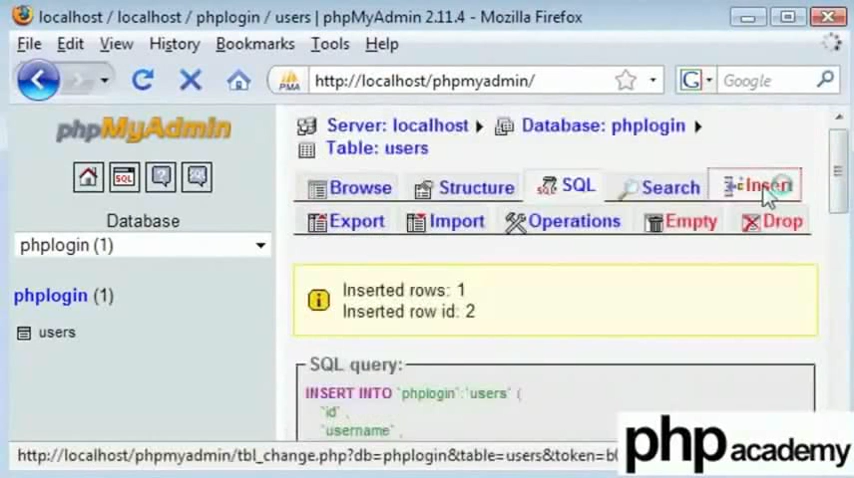 localhost / localhost / phplogin / users | phpMyAdmin 2.11.4 - Mozilla Firefox
File Edit View History Bookmarks Tools Help
PMA http://localhost/phpmyadmin/ G Google
phpMyAdmin
Server: localhost Database: phplogin
Table: users
SQL
Browse Structure SQL Search Insert
Database
Export Import Operations Empty Drop
phplogin (1)
phplogin (1)
users
Inserted rows: 1
Inserted row id: 2
SQL query:
INSERT INTO `phplogin`.`users` (
`id` ,
`username` ,
http://localhost/phpmyadmin/tbl_change.php?db=phplogin&table=users&token=b
php academy